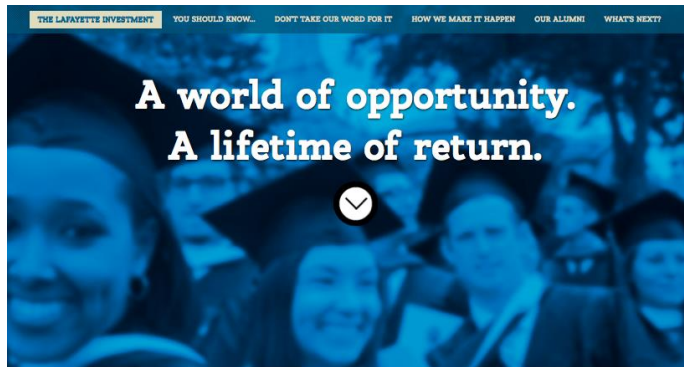 THE LAFAYETTE INVESTMENT YOU SHOULD KNOW... DON'T TAKE OUR WORD FOR IT HOW WE MAKE IT HAPPEN OUR ALUMNI WHAT'S NEXT?
A world of opportunity.
A lifetime of return.